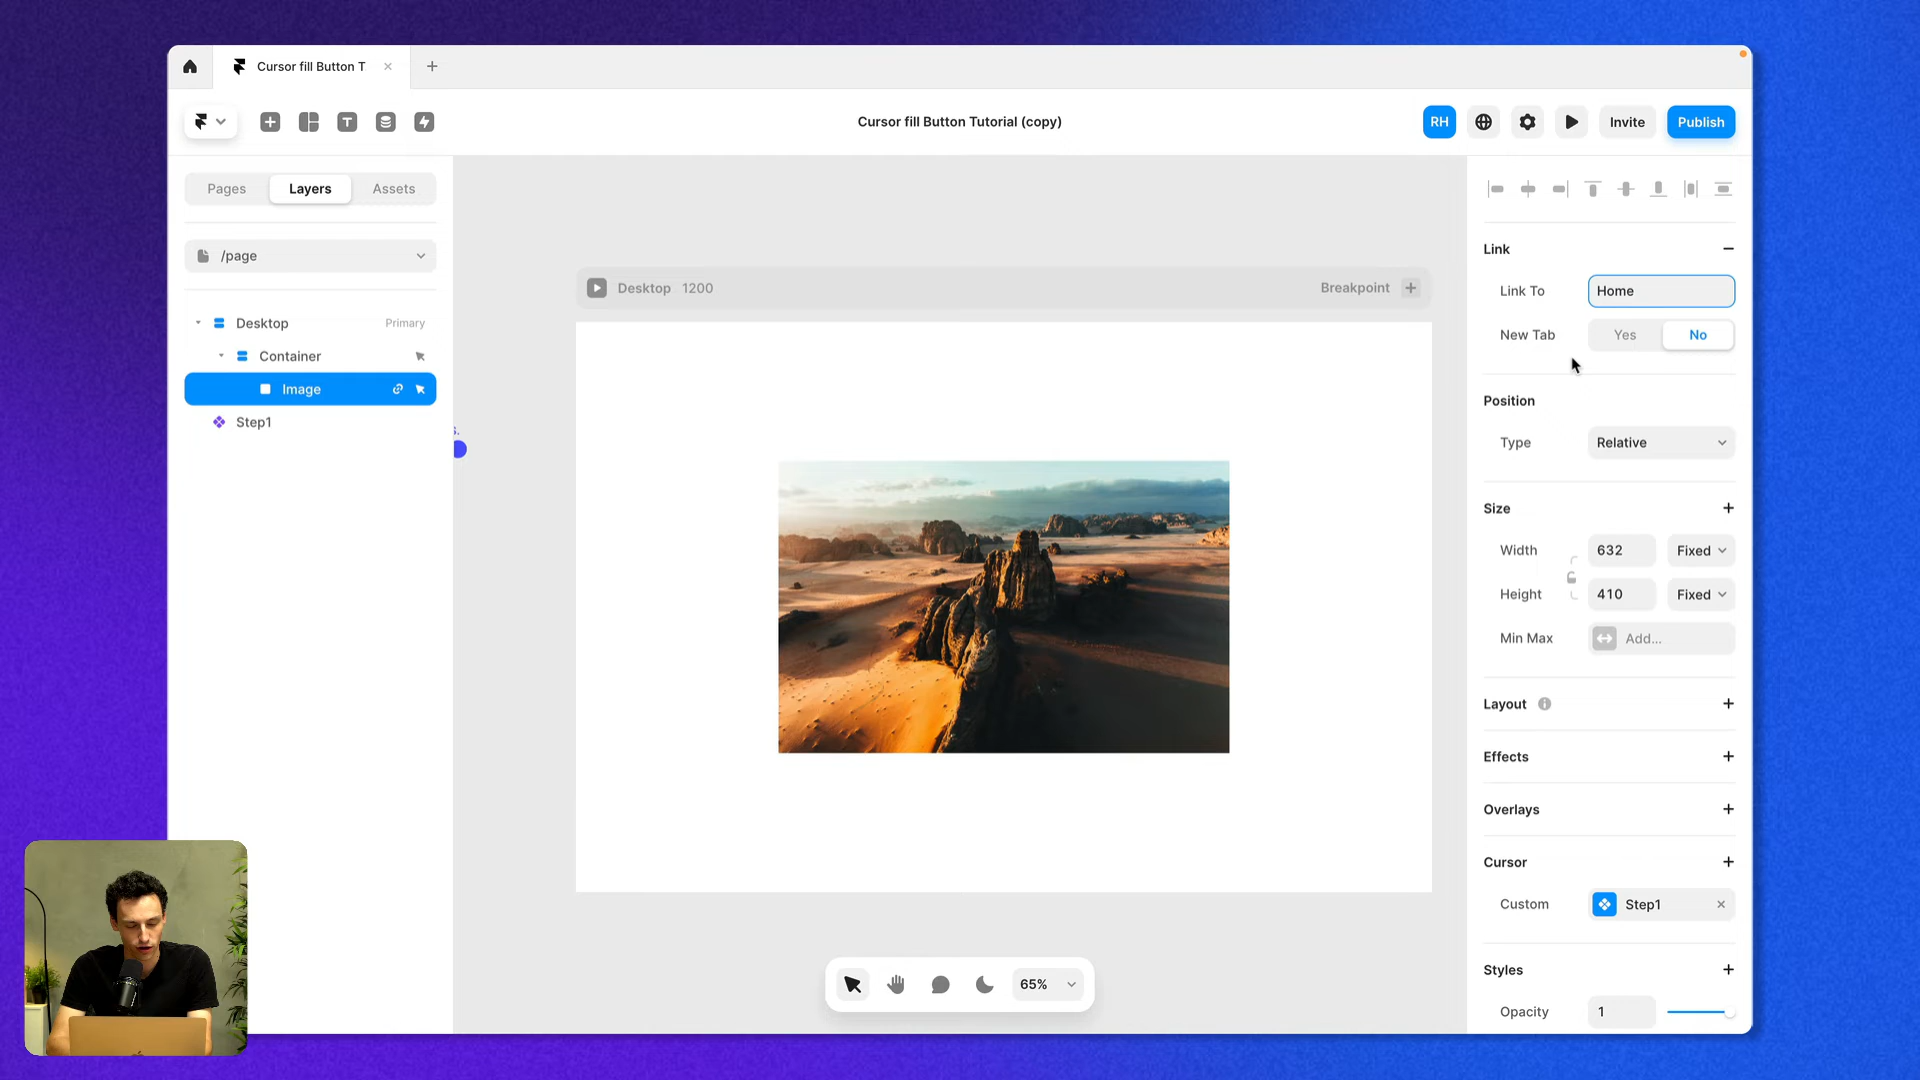 Cursor fill Button T
Cursor fill Button Tutorial (copy)
RH
Invite
Publish
Pages
Layers
Assets
/page
Desktop
Primary
Container
Image
Step1
s.
Desktop 1200
Breakpoint
Link
Link To
Home
New Tab
Yes
No
Position
Type
Relative
Size
Width
632
Fixed
Height
410
Fixed
Min Max
Add...
Layout
Effects
Overlays
Cursor
Custom
Step1
Styles
Opacity
1
65%